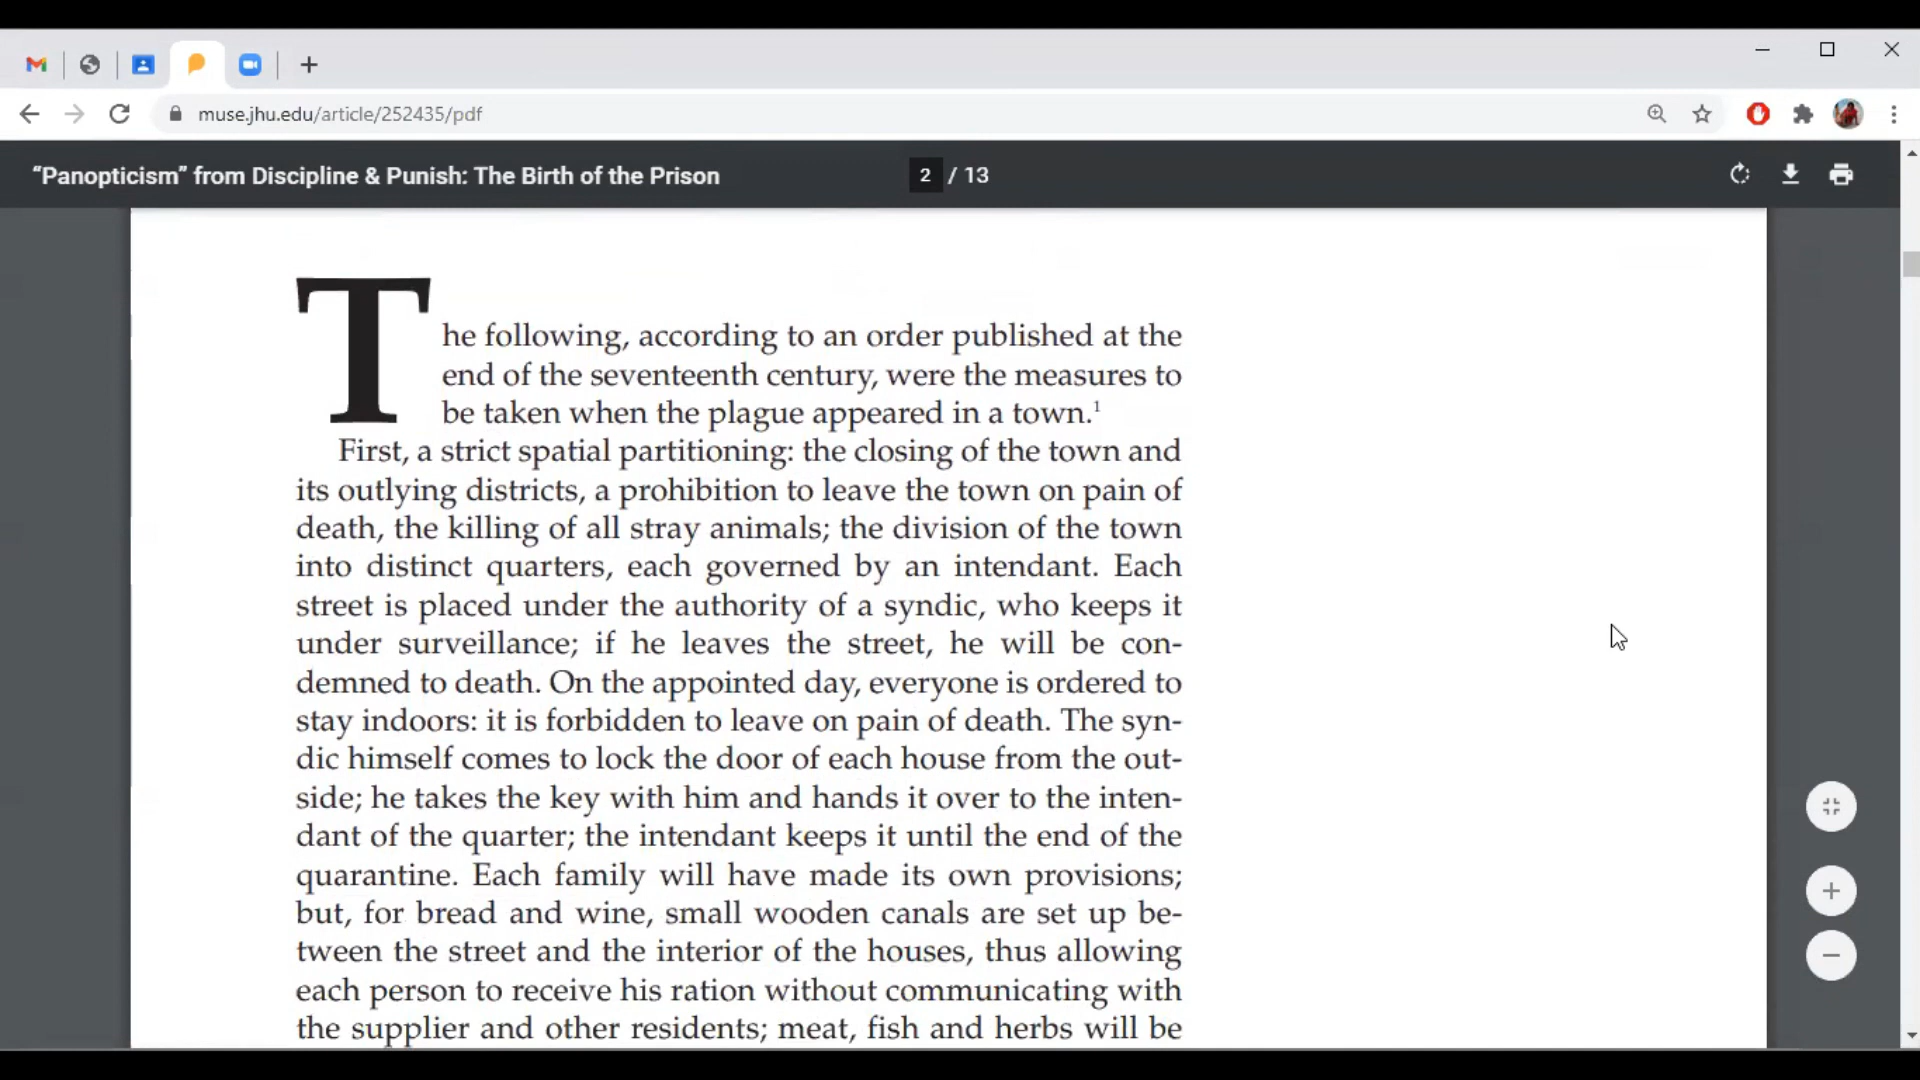 muse.jhu.edu/article/252435/pdf
“Panopticism” from Discipline & Punish: The Birth of the Prison
2 / 13
The following, according to an order published at the
end of the seventeenth century, were the measures to
be taken when the plague appeared in a town.¹
First, a strict spatial partitioning: the closing of the town and
its outlying districts, a prohibition to leave the town on pain of
death, the killing of all stray animals; the division of the town
into distinct quarters, each governed by an intendant. Each
street is placed under the authority of a syndic, who keeps it
under surveillance; if he leaves the street, he will be con-
demned to death. On the appointed day, everyone is ordered to
stay indoors: it is forbidden to leave on pain of death. The syn-
dic himself comes to lock the door of each house from the out-
side; he takes the key with him and hands it over to the inten-
dant of the quarter; the intendant keeps it until the end of the
quarantine. Each family will have made its own provisions;
but, for bread and wine, small wooden canals are set up be-
tween the street and the interior of the houses, thus allowing
each person to receive his ration without communicating with
the supplier and other residents; meat, fish and herbs will be